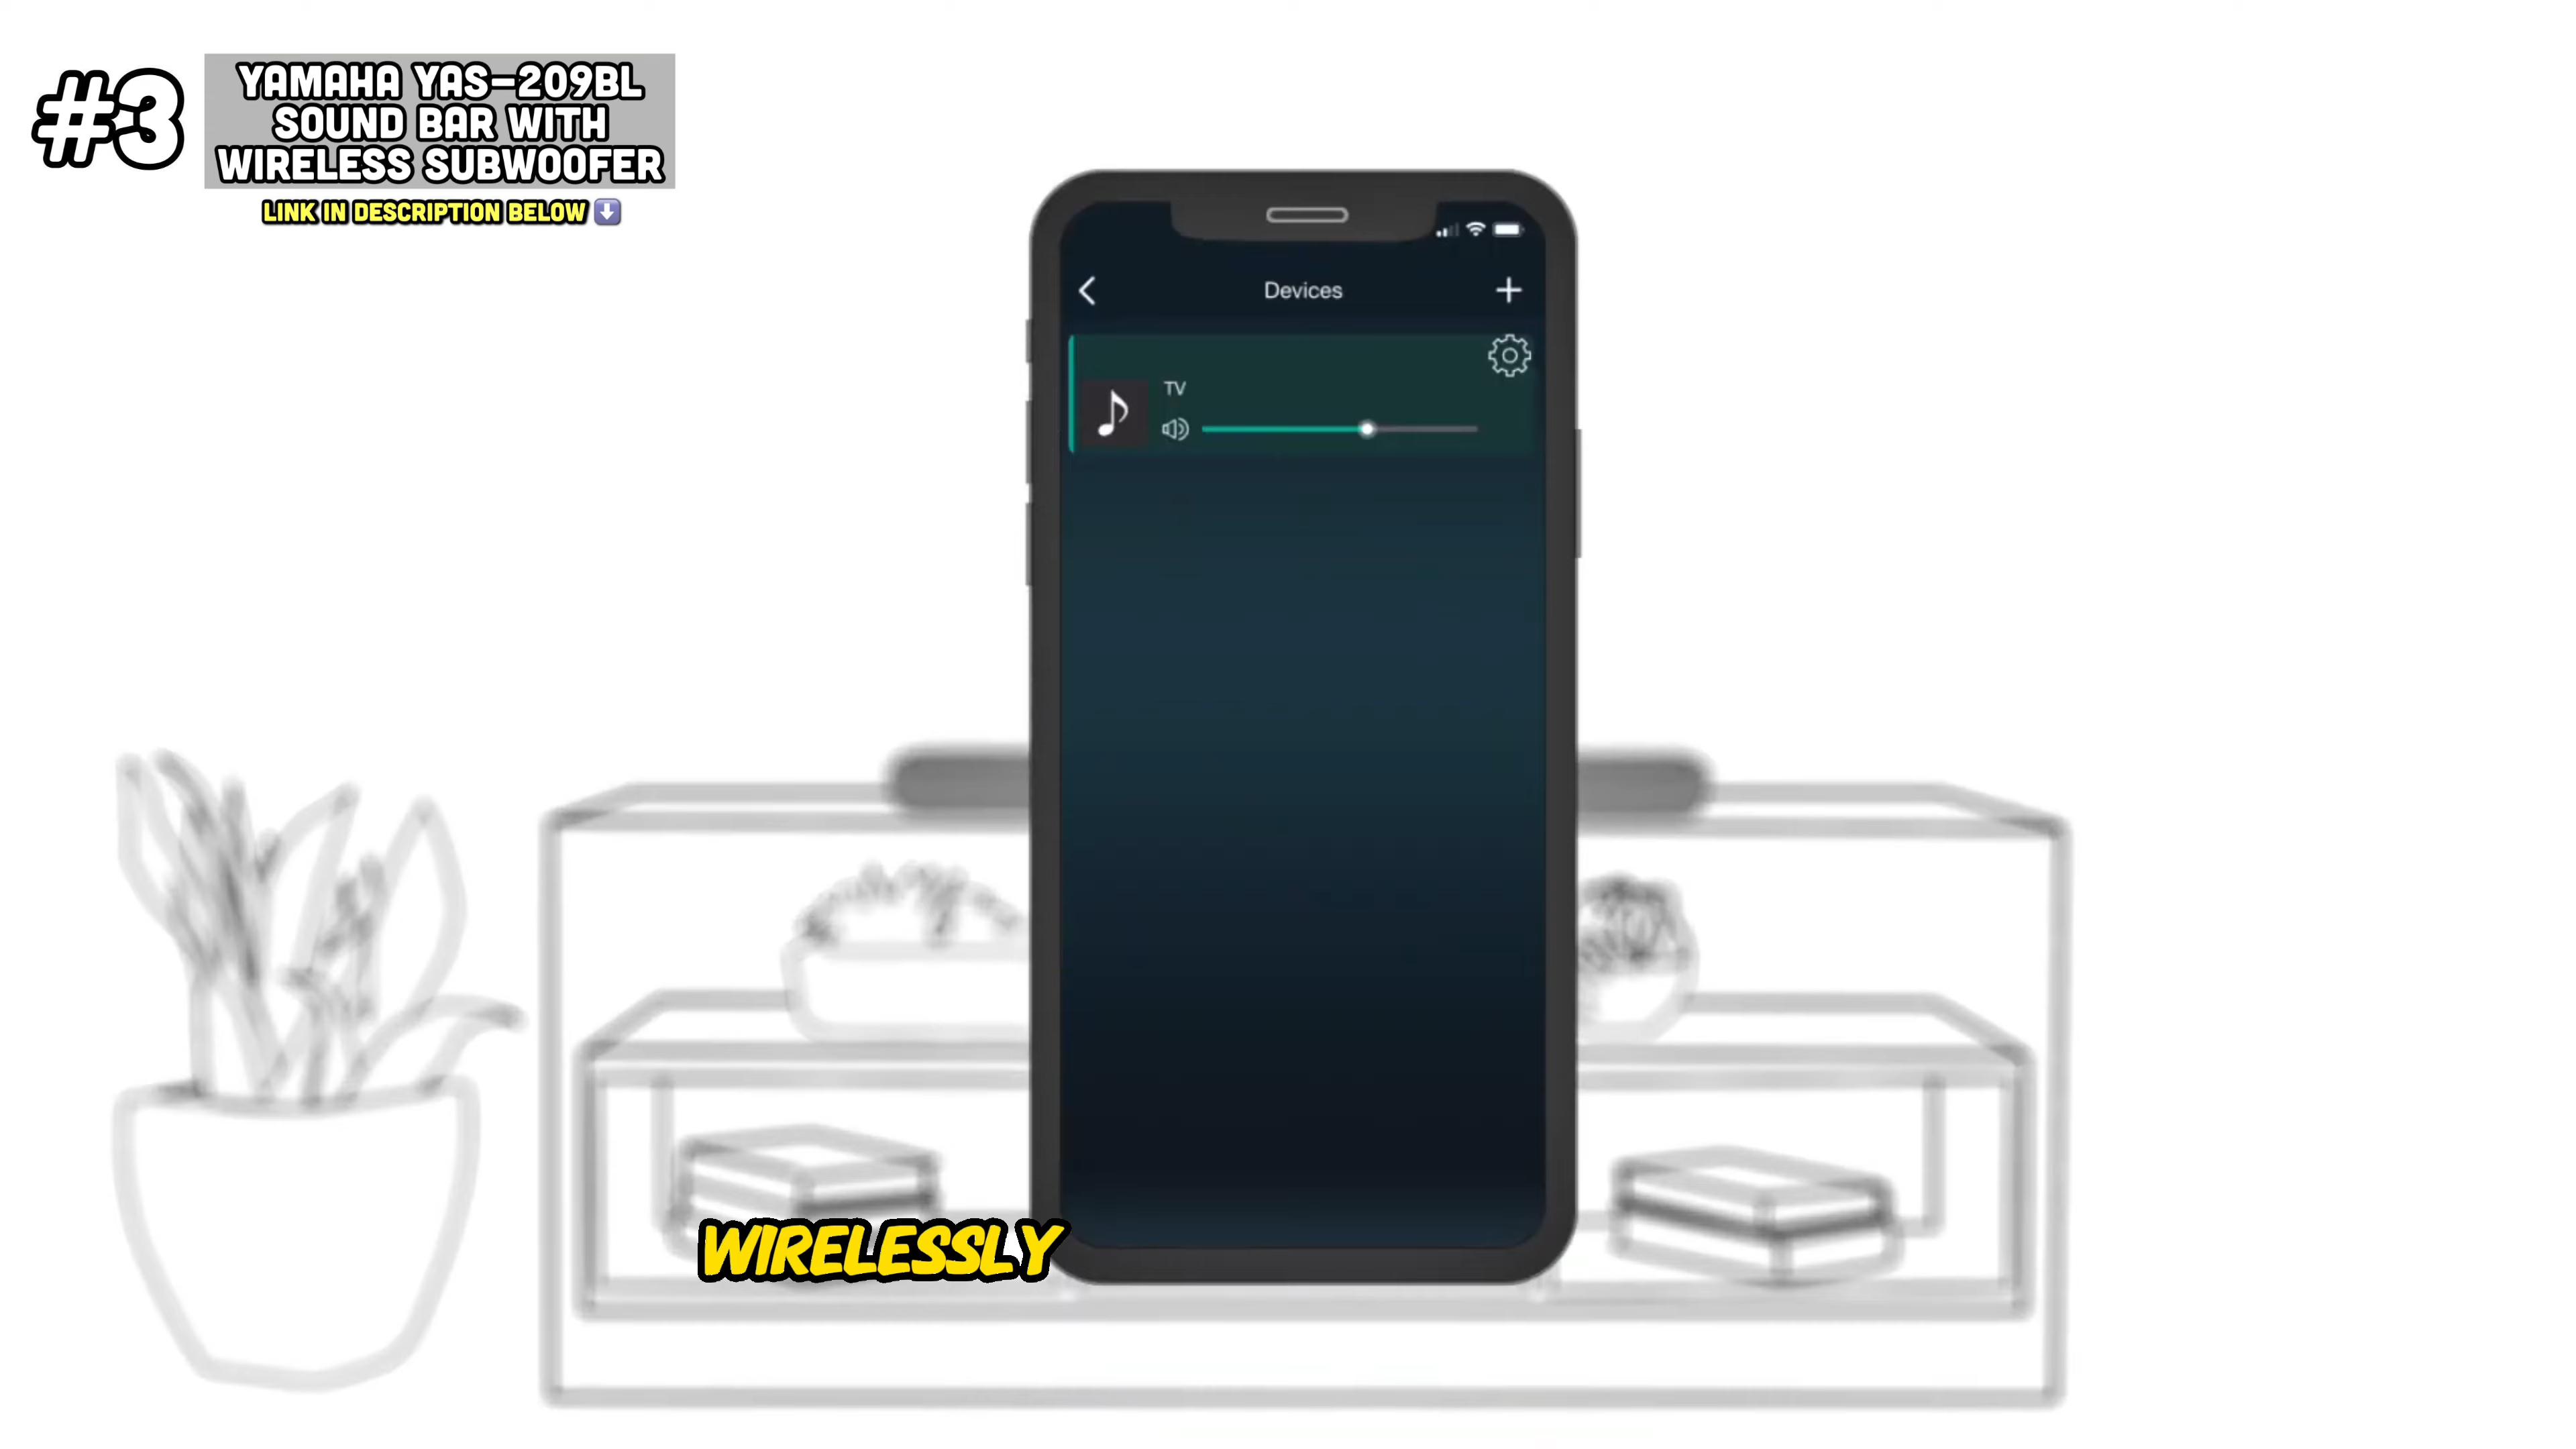 #3
YAMAHA YAS-209BL
SOUND BAR WITH
WIRELESS SUBWOOFER
LINK IN DESCRIPTION BELOW
Devices
TV
WIRELESSLY